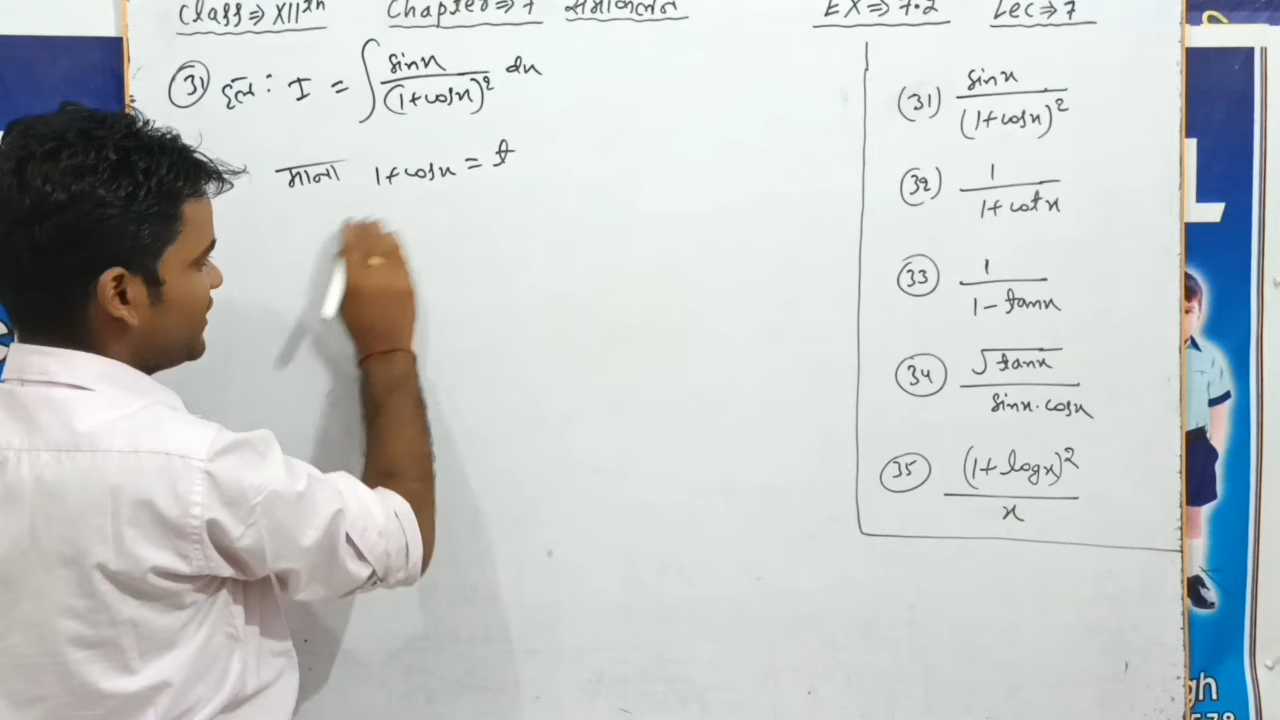 Class ⇒ XIIth Chapter ⇒ 7 समाकलन EX ⇒ 7.2 Lec ⇒ 7
(31) हल: I = ∫ sinx / (1+cosx)² dx
माना 1+cosx = t
(31) sinx / (1+cosx)²
(32) 1 / 1+cotx
(33) 1 / 1-tanx
(34) √tanx / sinx.cosx
(35) (1+logx)² / x